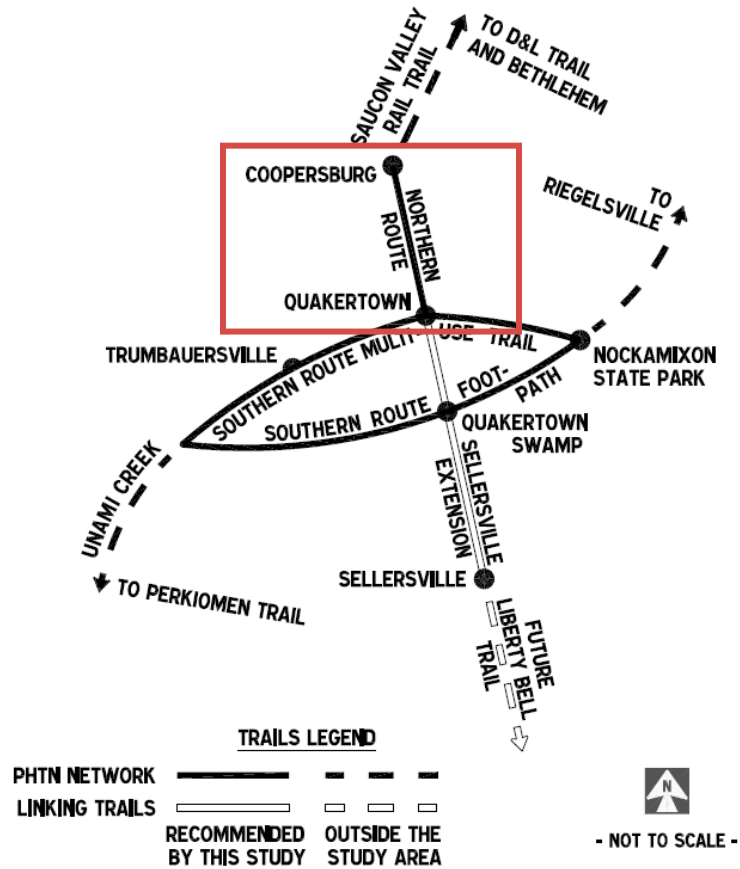 SAUCON VALLEY
RAIL TRAIL
TO D&L TRAIL
AND BETHLEHEM
COOPERSBURG
NORTHERN
ROUTE
TO
RIEGELSVILLE
QUAKERTOWN
TRUMBAUERSVILLE
SOUTHERN ROUTE MULTI-USE TRAIL
NOCKAMIXON
STATE PARK
SOUTHERN ROUTE FOOT-
PATH
QUAKERTOWN
SWAMP
UNAMI CREEK
SELLERSVILLE
EXTENSION
TO PERKIOMEN TRAIL
SELLERSVILLE
FUTURE
LIBERTY BELL
TRAIL
TRAILS LEGEND
PHTN NETWORK
LINKING TRAILS
RECOMMENDED
BY THIS STUDY
OUTSIDE THE
STUDY AREA
N
- NOT TO SCALE -